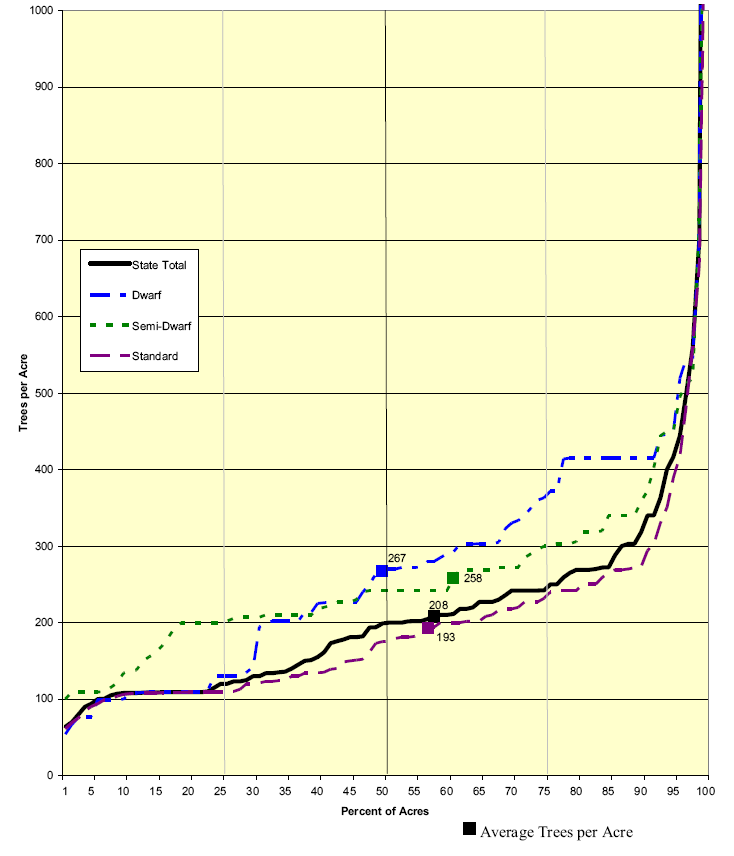 1000
900
800
700
600
500
400
300
200
100
0
Trees per Acre
State Total
Dwarf
Semi-Dwarf
Standard
267
258
208
193
1 5 10 15 20 25 30 35 40 45 50 55 60 65 70 75 80 85 90 95 100
Percent of Acres
Average Trees per Acre